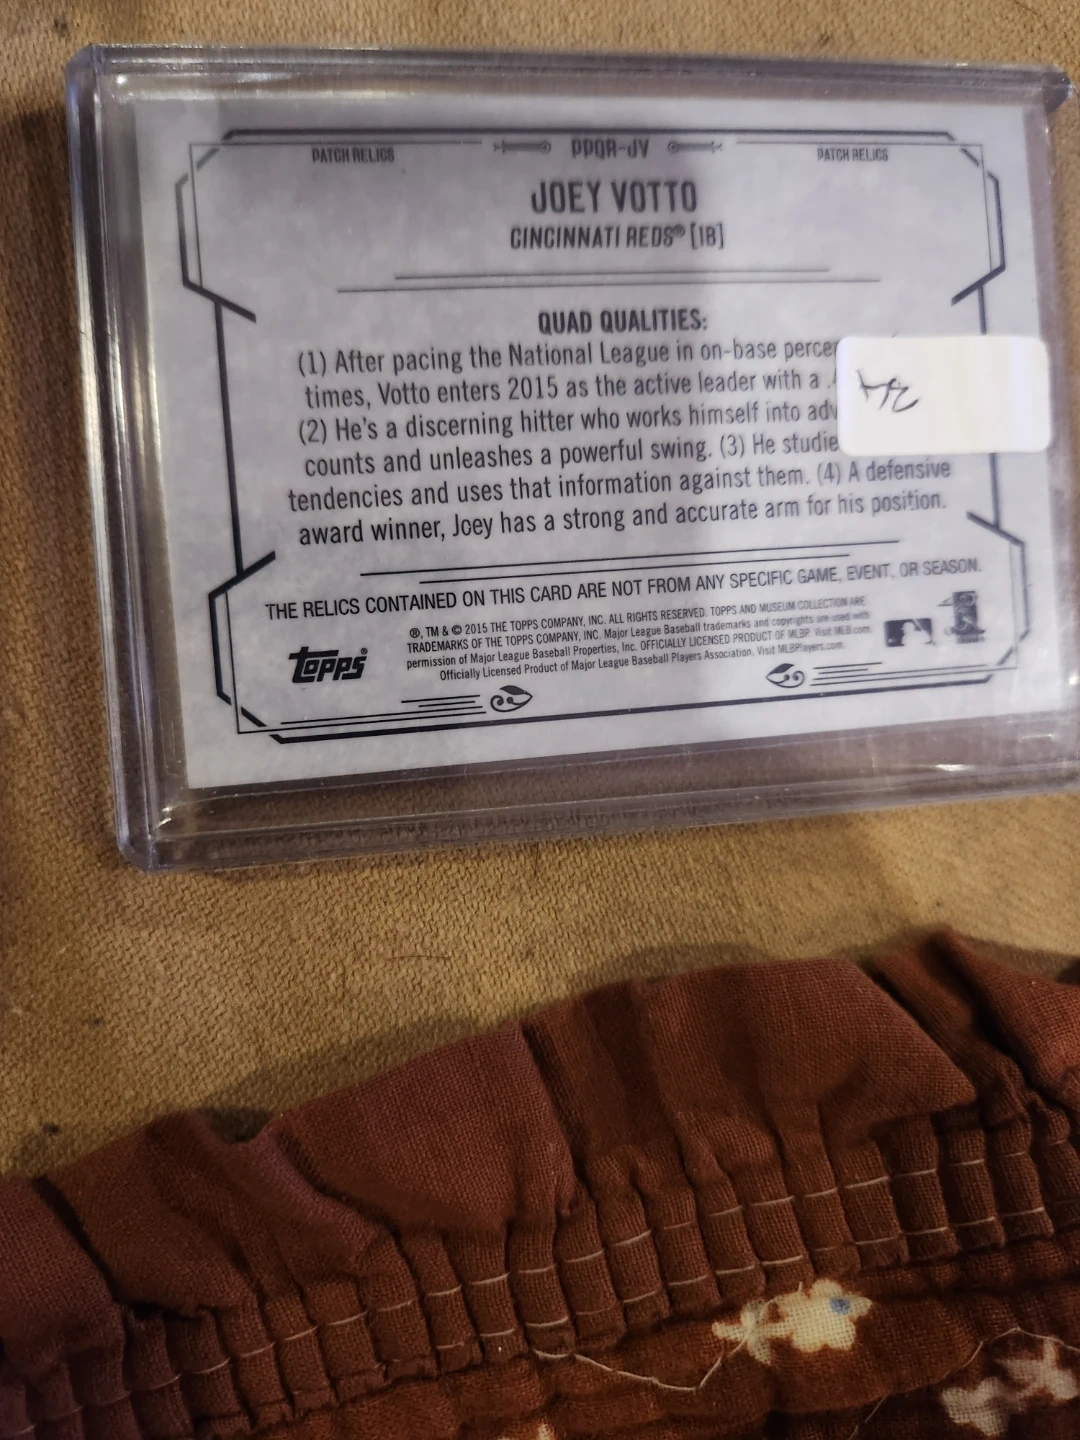 PATCH RELICS PPQR-JV PATCH RELICS
JOEY VOTTO
CINCINNATI REDS® [1B]
QUAD QUALITIES:
(1) After pacing the National League in on-base
times, Votto enters 2015 as the active leader with a
(2) He's a discerning hitter who works himself into
counts and unleashes a powerful swing. (3) He
tendencies and uses that information against them. (4) A defensive
award winner, Joey has a strong and accurate arm for his position.
THE RELICS CONTAINED ON THIS CARD ARE NOT FROM ANY SPECIFIC GAME, EVENT, OR SEASON.
®, TM & © 2015 THE TOPPS COMPANY, INC. ALL RIGHTS RESERVED. TOPPS AND MUSEUM COLLECTION ARE
TRADEMARKS OF THE TOPPS COMPANY, INC. Major League Baseball trademarks and copyrights are used with
permission of Major League Baseball Properties, Inc. OFFICIALLY LICENSED PRODUCT OF MLBP. Visit MLB.com.
Officially Licensed Product of Major League Baseball Players Association. Visit MLBPlayers.com.
topps®